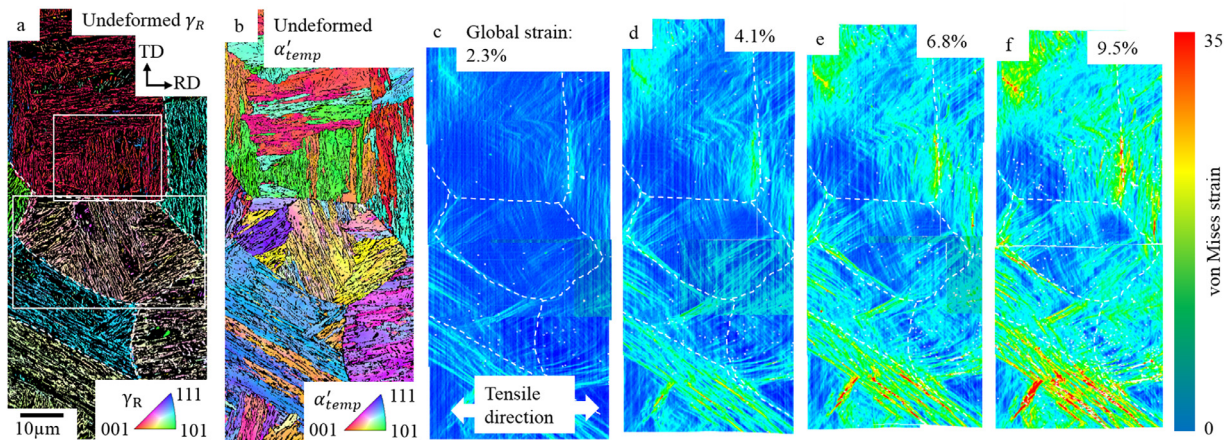 a Undeformed γR
TD
RD
γR
111
001
101
10μm
b Undeformed
α′temp
α′temp
111
001
101
c Global strain:
2.3%
Tensile
direction
d 4.1%
e 6.8%
f 9.5%
35
von Mises strain
0